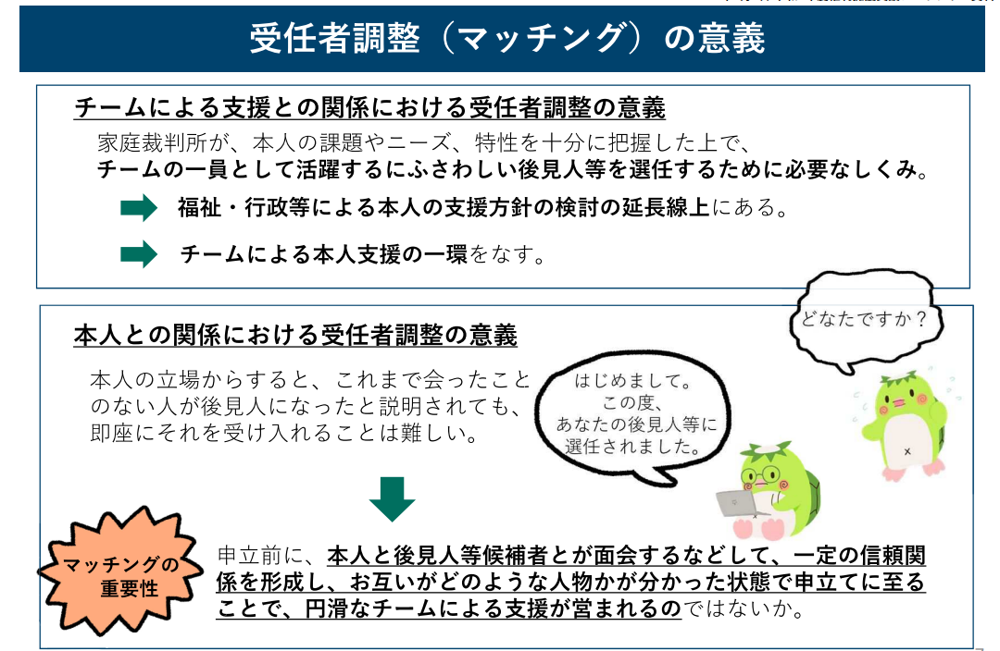 受任者調整（マッチング）の意義
チームによる支援との関係における受任者調整の意義
家庭裁判所が、本人の課題やニーズ、特性を十分に把握した上で、
チームの一員として活躍するにふさわしい後見人等を選任するために必要なしくみ。
福祉・行政等による本人の支援方針の検討の延長線上にある。
チームによる本人支援の一環をなす。
本人との関係における受任者調整の意義
本人の立場からすると、これまで会ったこと
のない人が後見人になったと説明されても、
即座にそれを受け入れることは難しい。
はじめまして。
この度、
あなたの後見人等に
選任されました。
どなたですか？
マッチングの
重要性
申立前に、本人と後見人等候補者とが面会するなどして、一定の信頼関
係を形成し、お互いがどのような人物かが分かった状態で申立てに至る
ことで、円滑なチームによる支援が営まれるのではないか。